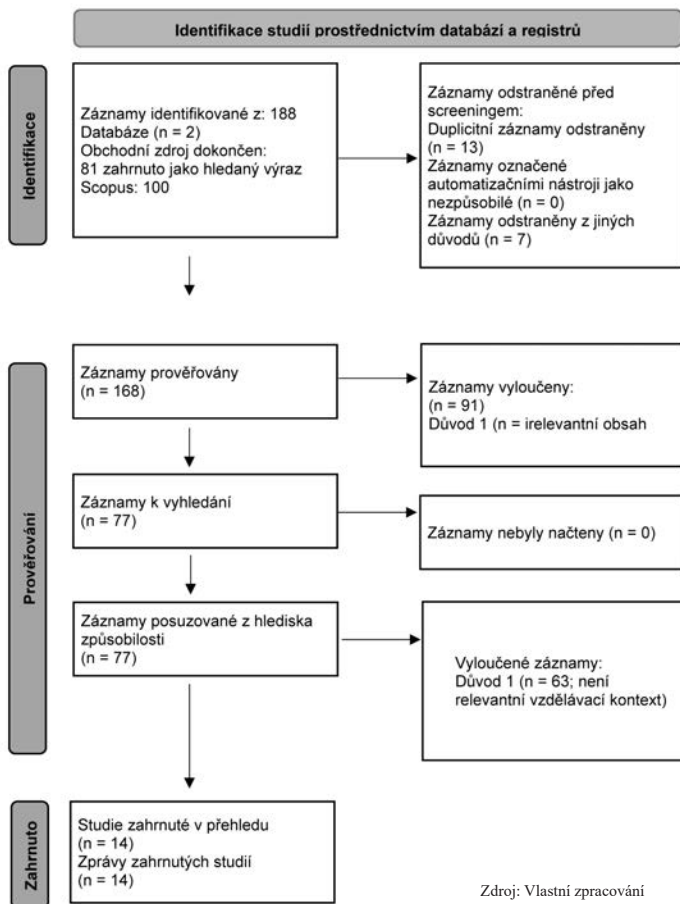 Identifikace studií prostřednictvím databází a registrů
Identifikace
Záznamy identifikované z: 188
Databáze (n = 2)
Obchodní zdroj dokončen:
81 zahrnuto jako hledaný výraz
Scopus: 100
Záznamy odstraněné před
screeningem:
Duplicitní záznamy odstraněny
(n = 13)
Záznamy označené
automatizačními nástroji jako
nezpůsobilé (n = 0)
Záznamy odstraněny z jiných
důvodů (n = 7)
Prověřování
Záznamy prověřovány
(n = 168)
Záznamy vyloučeny:
(n = 91)
Důvod 1 (n = irelevantní obsah
Záznamy k vyhledání
(n = 77)
Záznamy nebyly načteny (n = 0)
Záznamy posuzované z hlediska
způsobilosti
(n = 77)
Vyloučené záznamy:
Důvod 1 (n = 63; není
relevantní vzdělávací kontext)
Zahrnuto
Studie zahrnuté v přehledu
(n = 14)
Zprávy zahrnutých studií
(n = 14)
Zdroj: Vlastní zpracování